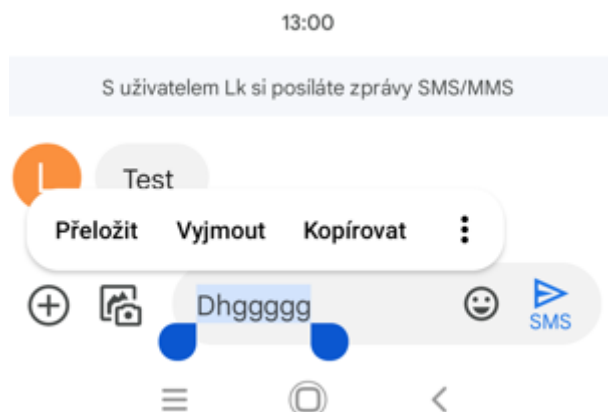 13:00
S uživatelem Lk si posíláte zprávy SMS/MMS
L
Test
Přeložit Vyjmout Kopírovat
Dhggggg
SMS